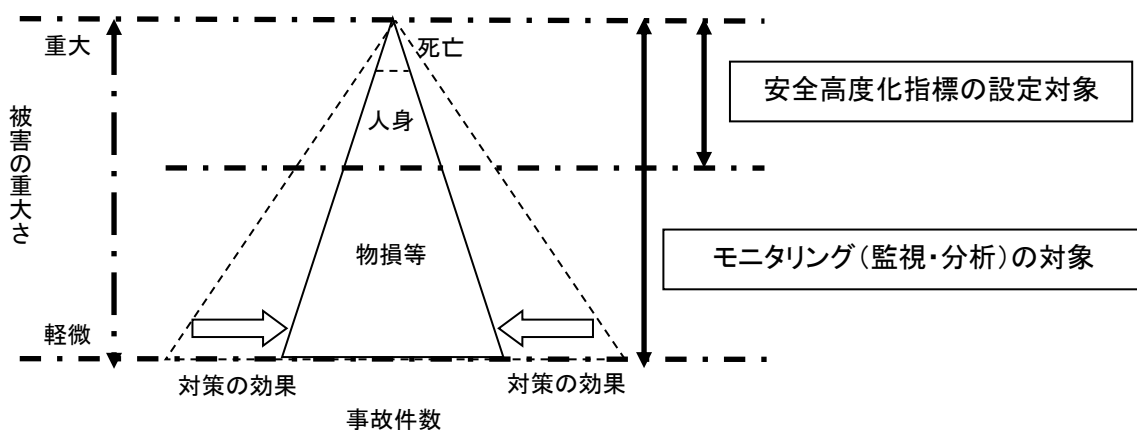 重大
死亡
安全高度化指標の設定対象
人身
被害の重大さ
物損等
モニタリング(監視・分析)の対象
軽微
対策の効果
対策の効果
事故件数